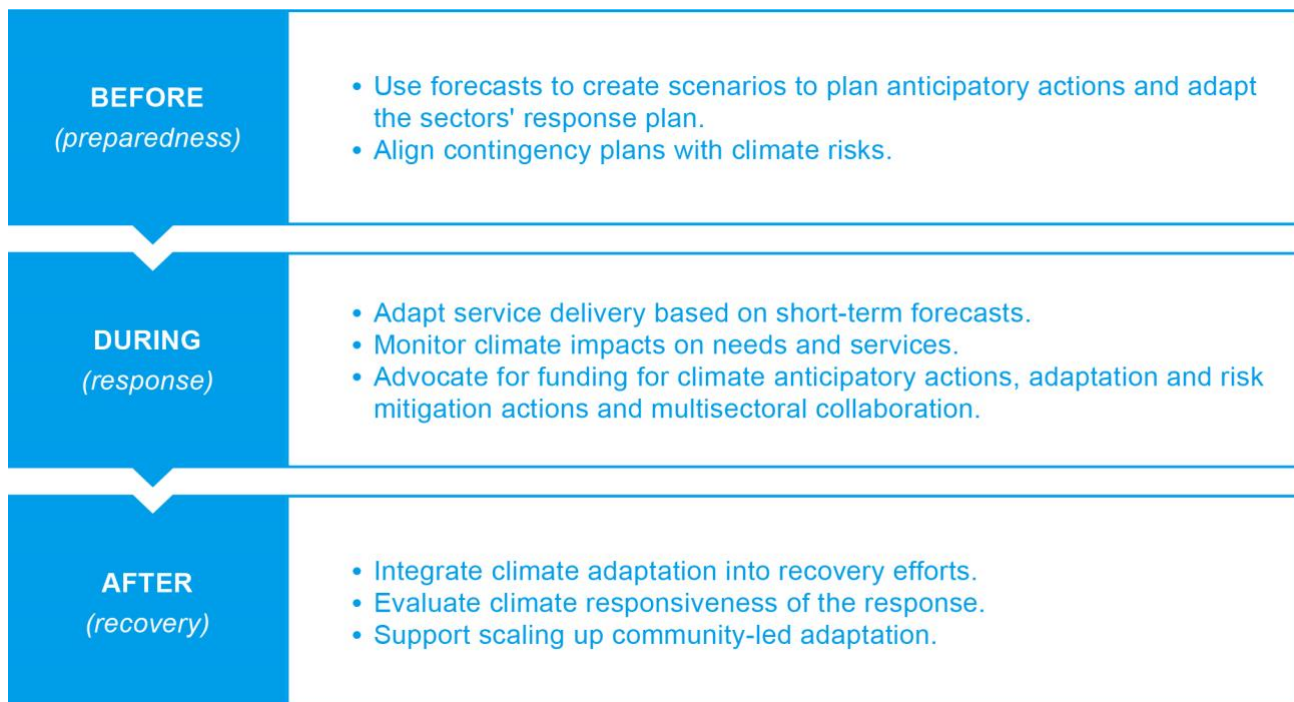 BEFORE
(preparedness)
• Use forecasts to create scenarios to plan anticipatory actions and adapt
the sectors' response plan.
• Align contingency plans with climate risks.
DURING
(response)
• Adapt service delivery based on short-term forecasts.
• Monitor climate impacts on needs and services.
• Advocate for funding for climate anticipatory actions, adaptation and risk
mitigation actions and multisectoral collaboration.
AFTER
(recovery)
• Integrate climate adaptation into recovery efforts.
• Evaluate climate responsiveness of the response.
• Support scaling up community-led adaptation.